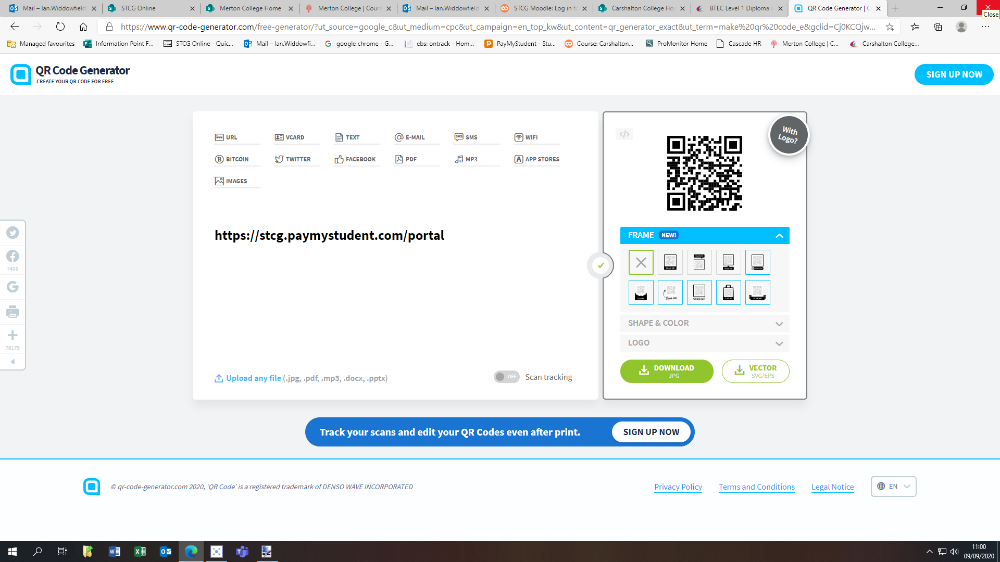 Mail – Ian.Widdowfield
STCG Online
Merton College Home
Merton College | Cours
Mail – Ian.Widdowfield
STCG Moodle: Log in to
Carshalton College Ho
BTEC Level 1 Diploma i
QR Code Generator | C
Close
https://www.qr-code-generator.com/free-generator/?ut_source=google_c&ut_medium=cpc&ut_campaign=en_top_kw&ut_content=qr_generator_exact&ut_term=make%20qr%20code_e&gclid=Cj0KCQjw...
Managed favourites
Information Point F...
STCG Online - Quic...
Mail – Ian.Widdowfi...
google chrome - G...
ebs: ontrack - Hom...
PayMyStudent - Stu...
Course: Carshalton...
ProMonitor Home
Cascade HR
Merton College | C...
Carshalton College...
QR Code Generator
CREATE YOUR QR CODE FOR FREE
SIGN UP NOW
URL
VCARD
TEXT
E-MAIL
SMS
WIFI
BITCOIN
TWITTER
FACEBOOK
PDF
MP3
APP STORES
IMAGES
With
Logo?
https://stcg.paymystudent.com/portal
FRAME NEW!
SCAN ME
SCAN ME
Scan me
SCAN ME
SHAPE & COLOR
LOGO
7406
78179
Upload any file (.jpg, .pdf, .mp3, .docx, .pptx)
OFF
Scan tracking
DOWNLOAD
JPG
VECTOR
SVG/EPS
Track your scans and edit your QR Codes even after print.
SIGN UP NOW
© qr-code-generator.com 2020, ‘QR Code’ is a registered trademark of DENSO WAVE INCORPORATED
Privacy Policy
Terms and Conditions
Legal Notice
EN
11:00
09/09/2020